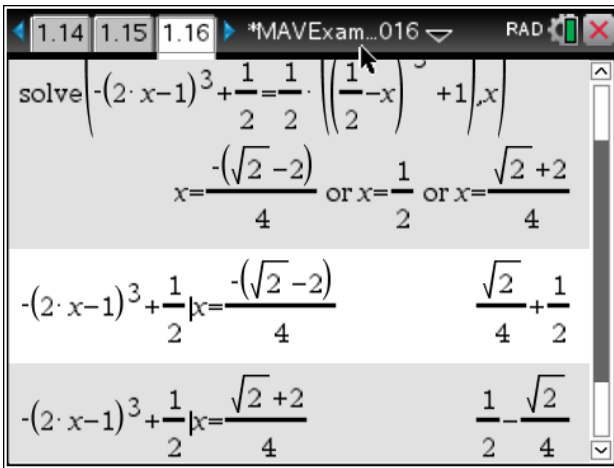 1.14 1.15 1.16 *MAVExam...016 RAD
solve(-(2·x-1)^3+1/2=1/2·((1/2-x) +1),x)
x=-(√2-2)/4 or x=1/2 or x=(√2+2)/4
-(2·x-1)^3+1/2|x=-(√2-2)/4 √2/4+1/2
-(2·x-1)^3+1/2|x=(√2+2)/4 1/2-√2/4